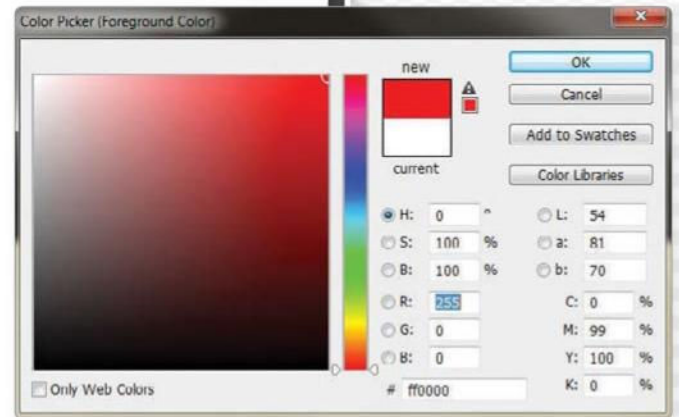 Color Picker (Foreground Color)
new
current
OK
Cancel
Add to Swatches
Color Libraries
H: 0 °
S: 100 %
B: 100 %
R: 255
G: 0
B: 0
# ff0000
L: 54
a: 81
b: 70
C: 0 %
M: 99 %
Y: 100 %
K: 0 %
Only Web Colors